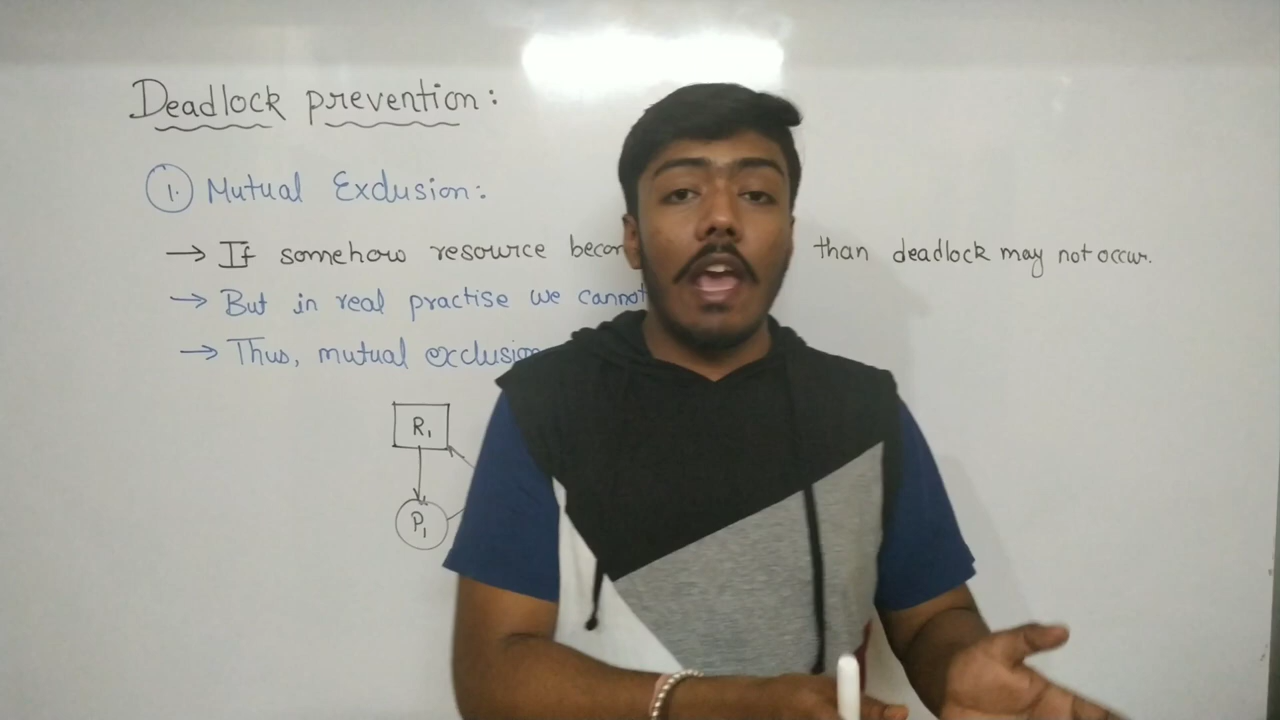 Deadlock prevention:
1. Mutual Exclusion:
→ If somehow resource than deadlock may not occur.
→ But in real practise we cannot
→ Thus, mutual exclusion
R1
P1